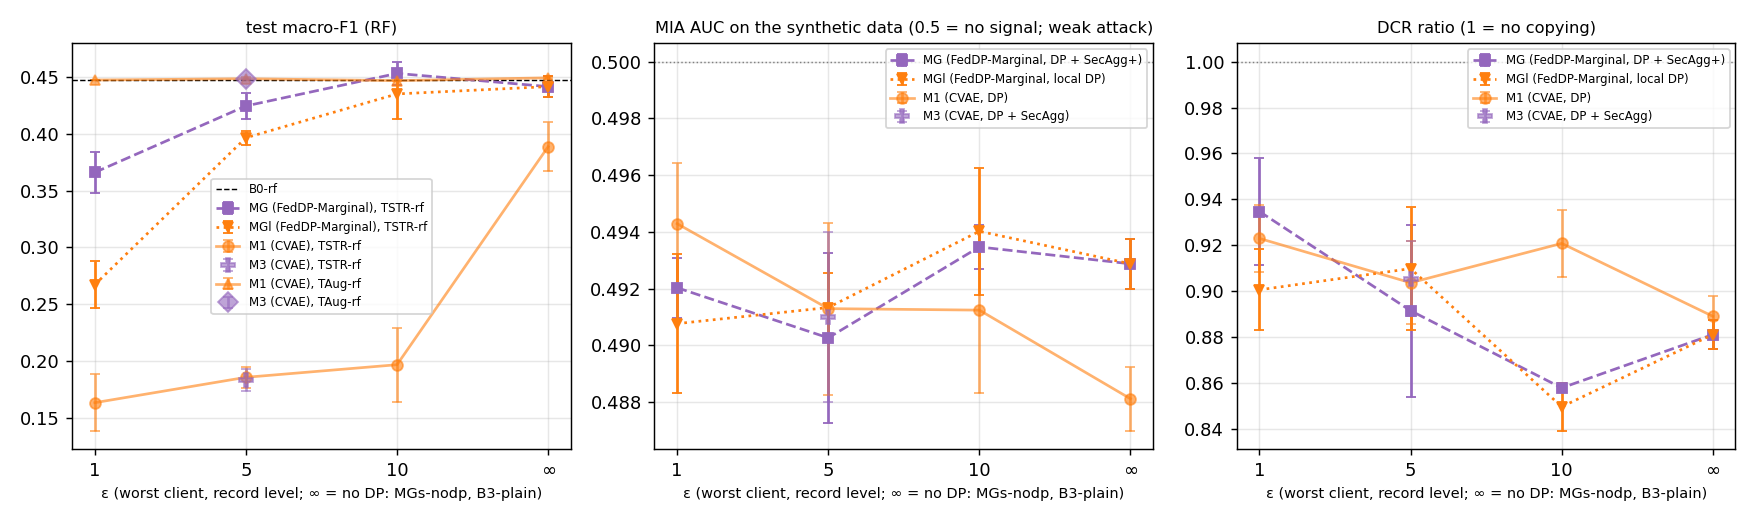 test macro-F1 (RF)
0.45
0.40
0.35
0.30
0.25
0.20
0.15
B0-rf
MG (FedDP-Marginal), TSTR-rf
MGl (FedDP-Marginal), TSTR-rf
M1 (CVAE), TSTR-rf
M3 (CVAE), TSTR-rf
M1 (CVAE), TAug-rf
M3 (CVAE), TAug-rf
1
5
10
∞
ε (worst client, record level; ∞ = no DP: MGs-nodp, B3-plain)
MIA AUC on the synthetic data (0.5 = no signal; weak attack)
0.500
0.498
0.496
0.494
0.492
0.490
0.488
MG (FedDP-Marginal, DP + SecAgg+)
MGl (FedDP-Marginal, local DP)
M1 (CVAE, DP)
M3 (CVAE, DP + SecAgg)
1
5
10
∞
ε (worst client, record level; ∞ = no DP: MGs-nodp, B3-plain)
DCR ratio (1 = no copying)
1.00
0.98
0.96
0.94
0.92
0.90
0.88
0.86
0.84
MG (FedDP-Marginal, DP + SecAgg+)
MGl (FedDP-Marginal, local DP)
M1 (CVAE, DP)
M3 (CVAE, DP + SecAgg)
1
5
10
∞
ε (worst client, record level; ∞ = no DP: MGs-nodp, B3-plain)